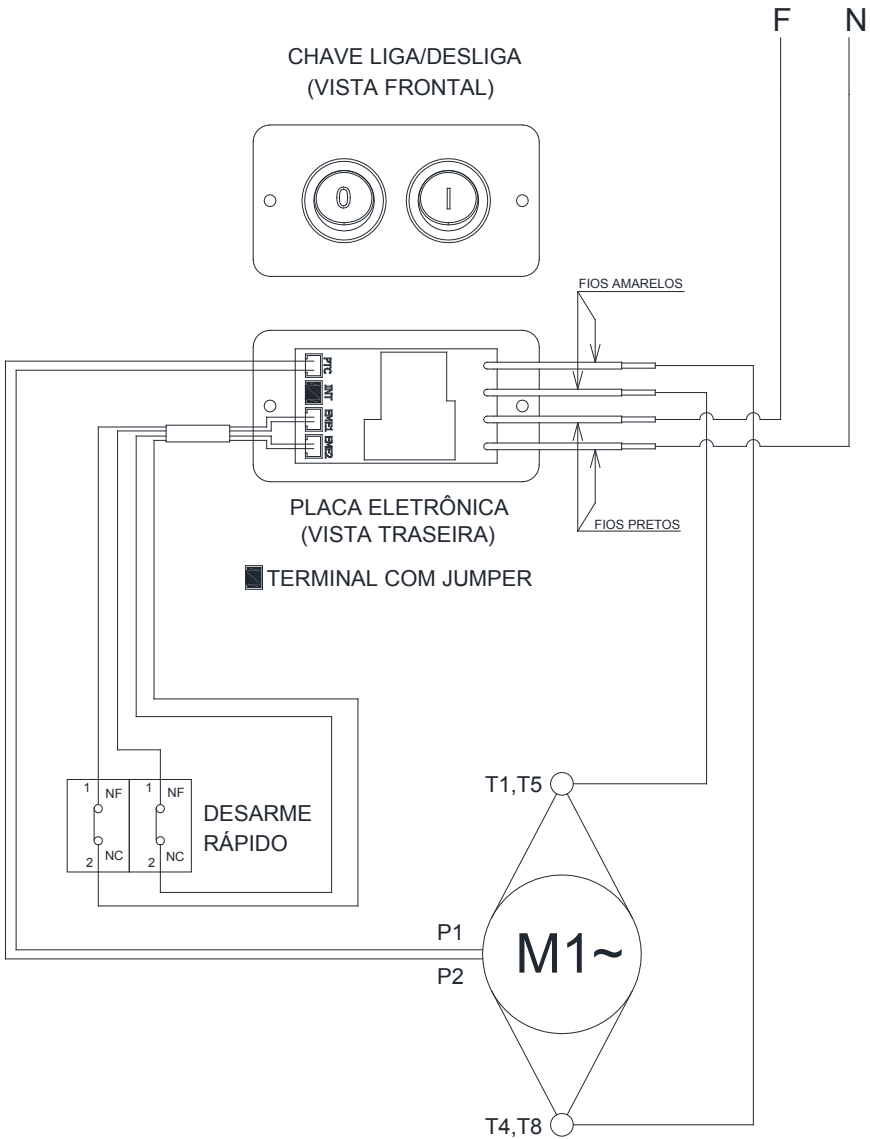 F N
CHAVE LIGA/DESLIGA
(VISTA FRONTAL)
0 I
FIOS AMARELOS
PTC
INT
EME1
EME2
PLACA ELETRÔNICA
(VISTA TRASEIRA)
FIOS PRETOS
TERMINAL COM JUMPER
1 NF 1 NF
2 NC 2 NC
DESARME
RÁPIDO
T1,T5
P1
M1~
P2
T4,T8